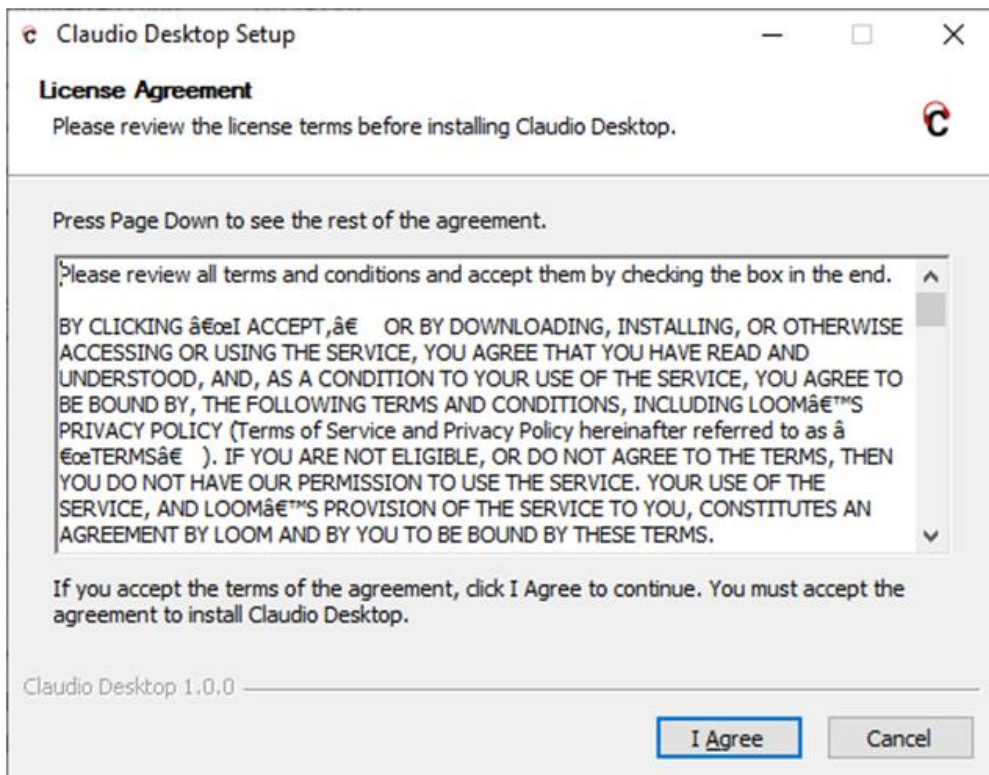 Claudio Desktop Setup
License Agreement
Please review the license terms before installing Claudio Desktop.
C
Press Page Down to see the rest of the agreement.
Please review all terms and conditions and accept them by checking the box in the end.
BY CLICKING â€œI ACCEPT,â€ OR BY DOWNLOADING, INSTALLING, OR OTHERWISE
ACCESSING OR USING THE SERVICE, YOU AGREE THAT YOU HAVE READ AND
UNDERSTOOD, AND, AS A CONDITION TO YOUR USE OF THE SERVICE, YOU AGREE TO
BE BOUND BY, THE FOLLOWING TERMS AND CONDITIONS, INCLUDING LOOMâ€™S
PRIVACY POLICY (Terms of Service and Privacy Policy hereinafter referred to as â
€œTERMSâ€ ). IF YOU ARE NOT ELIGIBLE, OR DO NOT AGREE TO THE TERMS, THEN
YOU DO NOT HAVE OUR PERMISSION TO USE THE SERVICE. YOUR USE OF THE
SERVICE, AND LOOMâ€™S PROVISION OF THE SERVICE TO YOU, CONSTITUTES AN
AGREEMENT BY LOOM AND BY YOU TO BE BOUND BY THESE TERMS.
If you accept the terms of the agreement, click I Agree to continue. You must accept the
agreement to install Claudio Desktop.
Claudio Desktop 1.0.0
I Agree
Cancel